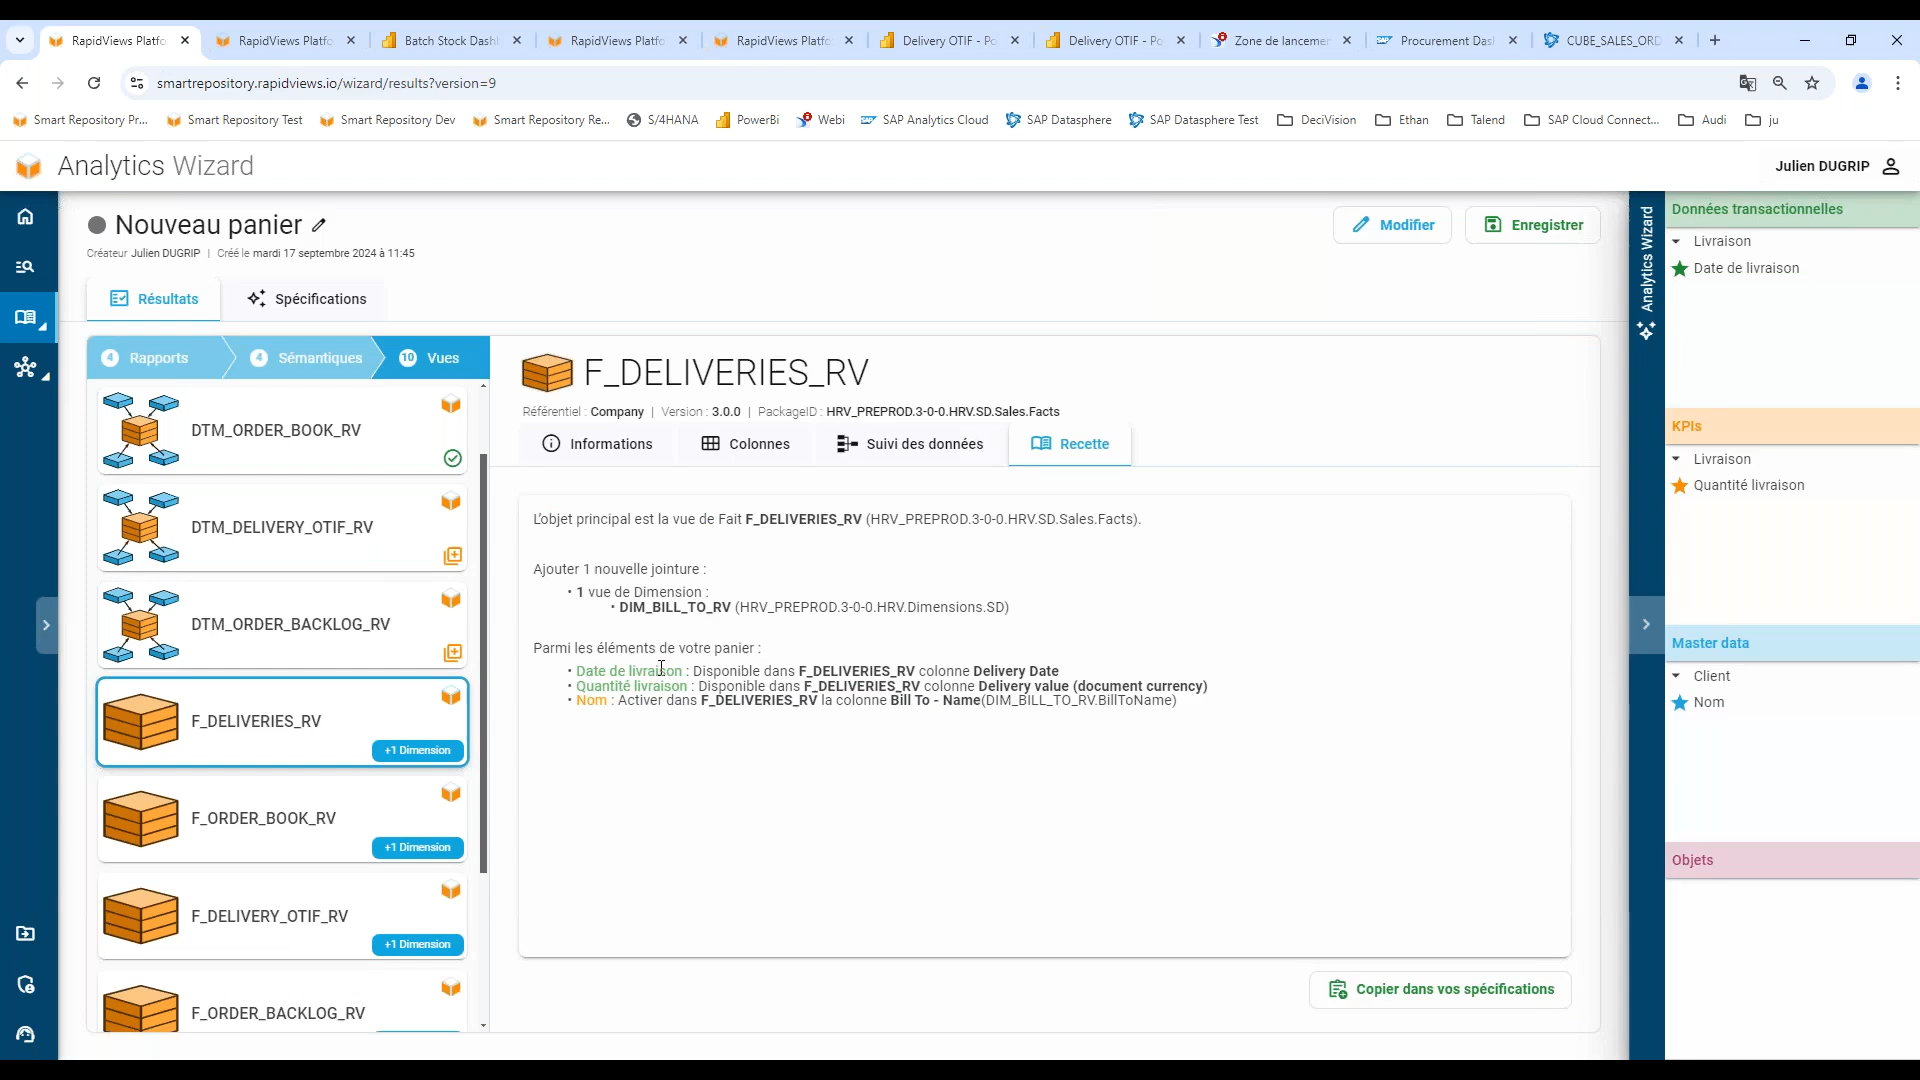 RapidViews Platfo
RapidViews Platfo
Batch Stock Dash
RapidViews Platfo
RapidViews Platfo
Delivery OTIF - Po
Delivery OTIF - Po
Zone de lancemen
Procurement Das
CUBE_SALES_ORD
smartrepository.rapidviews.io/wizard/results?version=9
Smart Repository Pr...
Smart Repository Test
Smart Repository Dev
Smart Repository Re...
S/4HANA
PowerBi
Webi
SAP Analytics Cloud
SAP Datasphere
SAP Datasphere Test
DeciVision
Ethan
Talend
SAP Cloud Connect...
Audi
ju
Analytics Wizard
Julien DUGRIP
Nouveau panier
Créateur Julien DUGRIP | Créé le mardi 17 septembre 2024 à 11:45
Modifier
Enregistrer
Résultats
Spécifications
4 Rapports
4 Sémantiques
10 Vues
DTM_ORDER_BOOK_RV
DTM_DELIVERY_OTIF_RV
DTM_ORDER_BACKLOG_RV
F_DELIVERIES_RV
+1 Dimension
F_ORDER_BOOK_RV
+1 Dimension
F_DELIVERY_OTIF_RV
+1 Dimension
F_ORDER_BACKLOG_RV
F_DELIVERIES_RV
Référentiel : Company | Version : 3.0.0 | PackageID : HRV_PREPROD.3-0-0.HRV.SD.Sales.Facts
Informations
Colonnes
Suivi des données
Recette
L'objet principal est la vue de Fait F_DELIVERIES_RV (HRV_PREPROD.3-0-0.HRV.SD.Sales.Facts).
Ajouter 1 nouvelle jointure :
• 1 vue de Dimension :
• DIM_BILL_TO_RV (HRV_PREPROD.3-0-0.HRV.Dimensions.SD)
Parmi les éléments de votre panier :
• Date de livraison : Disponible dans F_DELIVERIES_RV colonne Delivery Date
• Quantité livraison : Disponible dans F_DELIVERIES_RV colonne Delivery value (document currency)
• Nom : Activer dans F_DELIVERIES_RV la colonne Bill To - Name(DIM_BILL_TO_RV.BillToName)
Copier dans vos spécifications
Analytics Wizard
Données transactionnelles
Livraison
Date de livraison
KPIs
Livraison
Quantité livraison
Master data
Client
Nom
Objets